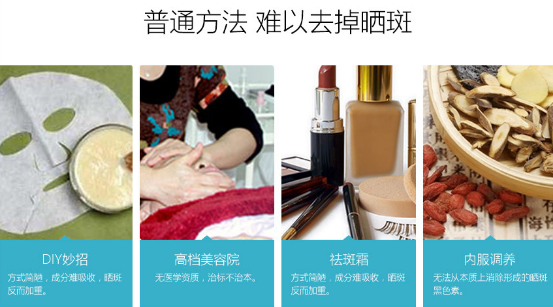 普通方法 难以去掉晒斑
DIY妙招
方式简陋，成分难吸收，晒斑
反而加重。
高档美容院
无医学资质，治标不治本。
祛斑霜
方式简陋，成分难吸收，晒斑
反而加重。
内服调养
无法从本质上消除形成的晒斑
黑色素。